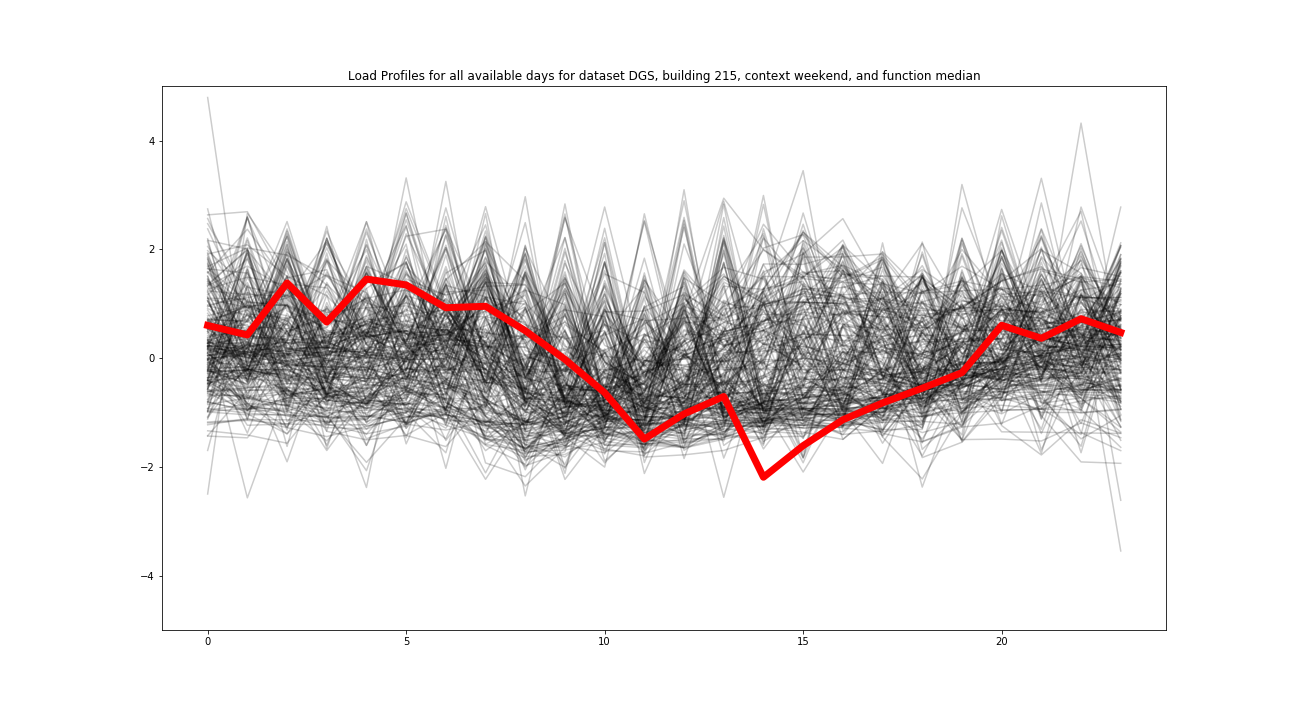 Load Profiles for all available days for dataset DGS, building 215, context weekend, and function median
4
2
0
−2
−4
0 5 10 15 20